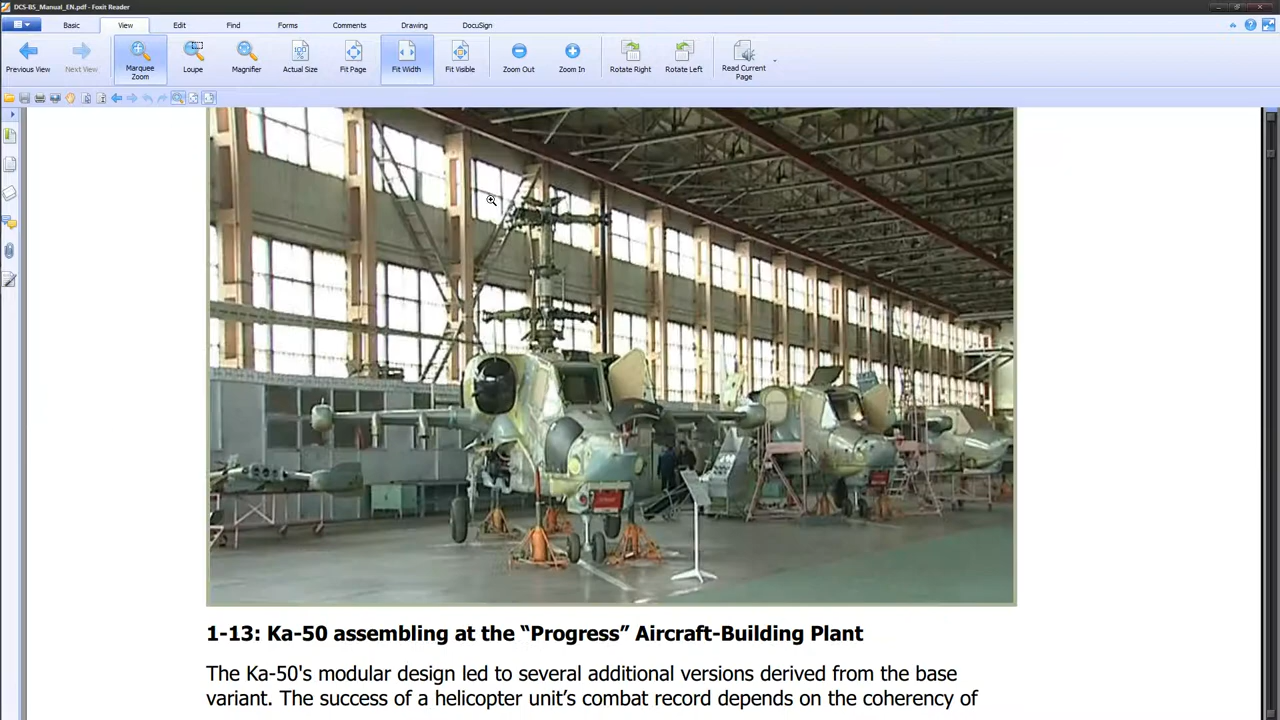 DCS-BS_Manual_EN.pdf - Foxit Reader
Basic View Edit Find Forms Comments Drawing DocuSign
Previous View Next View Marquee Zoom Loupe Magnifier Actual Size Fit Page Fit Width Fit Visible Zoom Out Zoom In Rotate Right Rotate Left Read Current Page
1-13: Ka-50 assembling at the “Progress” Aircraft-Building Plant
The Ka-50's modular design led to several additional versions derived from the base
variant. The success of a helicopter unit’s combat record depends on the coherency of